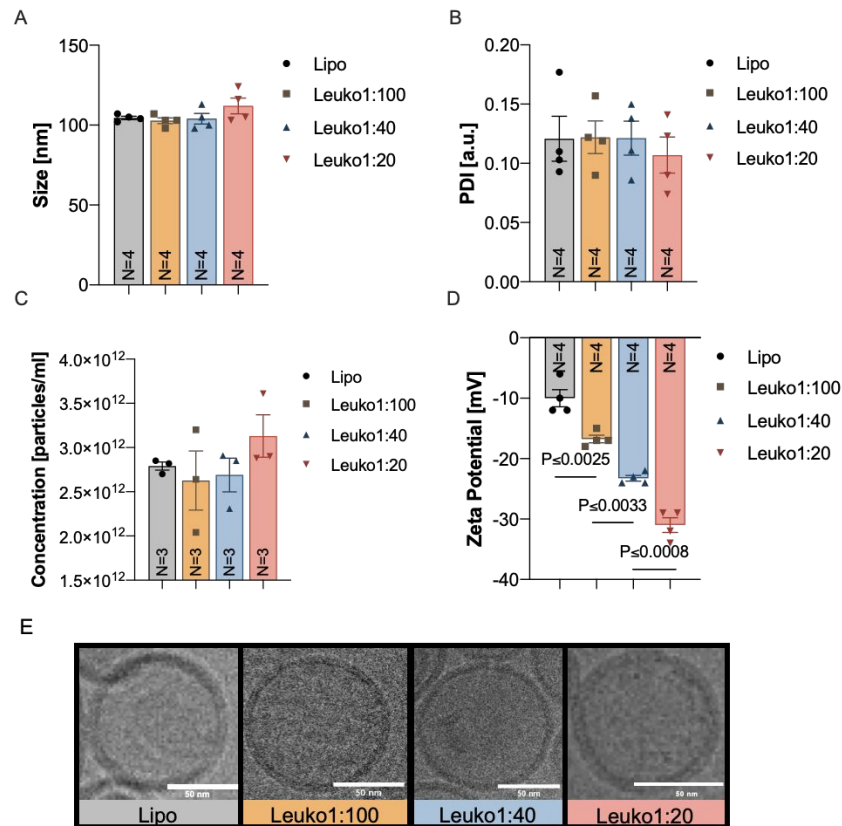 A
Size [nm]
150
100
50
0
N=4
N=4
N=4
N=4
Lipo
Leuko1:100
Leuko1:40
Leuko1:20
B
PDI [a.u.]
0.20
0.15
0.10
0.05
0.00
N=4
N=4
N=4
N=4
Lipo
Leuko1:100
Leuko1:40
Leuko1:20
C
Concentration [particles/ml]
4.0×10¹²
3.5×10¹²
3.0×10¹²
2.5×10¹²
2.0×10¹²
1.5×10¹²
N=3
N=3
N=3
N=3
Lipo
Leuko1:100
Leuko1:40
Leuko1:20
D
Zeta Potential [mV]
0
-10
-20
-30
-40
N=4
N=4
N=4
N=4
P≤0.0025
P≤0.0033
P≤0.0008
Lipo
Leuko1:100
Leuko1:40
Leuko1:20
E
50 nm
50 nm
50 nm
50 nm
Lipo
Leuko1:100
Leuko1:40
Leuko1:20